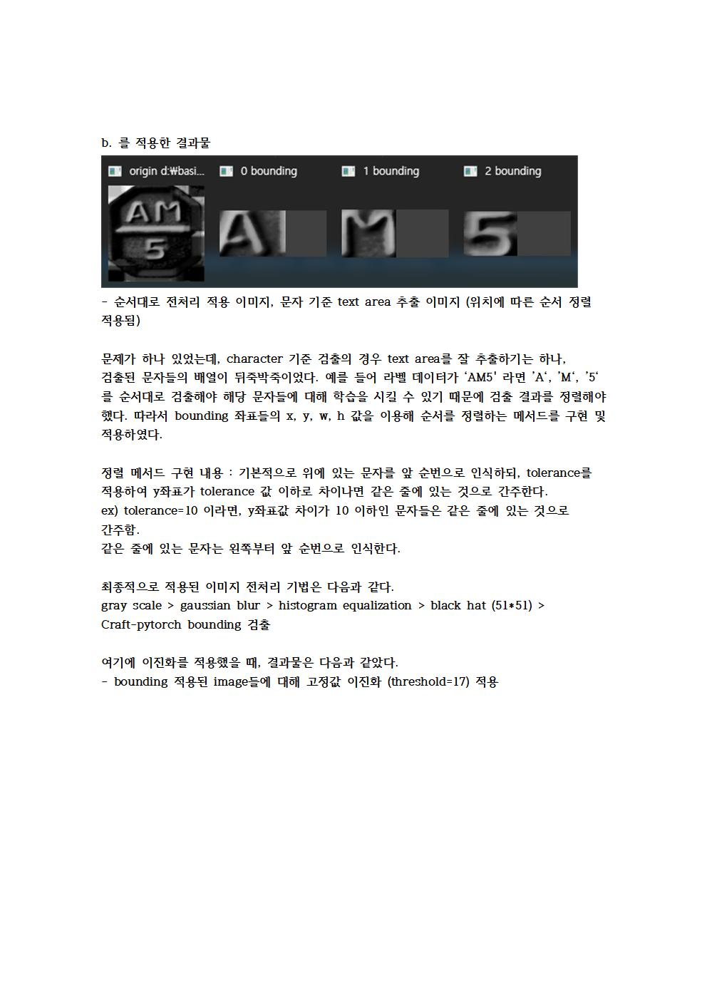 b. 를 적용한 결과물
origin d:₩basi... 0 bounding 1 bounding 2 bounding
AM
5
A M 5
- 순서대로 전처리 적용 이미지, 문자 기준 text area 추출 이미지 (위치에 따른 순서 정렬
적용됨)
문제가 하나 있었는데, character 기준 검출의 경우 text area를 잘 추출하기는 하나,
검출된 문자들의 배열이 뒤죽박죽이었다. 예를 들어 라벨 데이터가 ‘AM5' 라면 ’A‘, ’M‘, ’5‘
를 순서대로 검출해야 해당 문자들에 대해 학습을 시킬 수 있기 때문에 검출 결과를 정렬해야
했다. 따라서 bounding 좌표들의 x, y, w, h 값을 이용해 순서를 정렬하는 메서드를 구현 및
적용하였다.
정렬 메서드 구현 내용 : 기본적으로 위에 있는 문자를 앞 순번으로 인식하되, tolerance를
적용하여 y좌표가 tolerance 값 이하로 차이나면 같은 줄에 있는 것으로 간주한다.
ex) tolerance=10 이라면, y좌표값 차이가 10 이하인 문자들은 같은 줄에 있는 것으로
간주함.
같은 줄에 있는 문자는 왼쪽부터 앞 순번으로 인식한다.
최종적으로 적용된 이미지 전처리 기법은 다음과 같다.
gray scale > gaussian blur > histogram equalization > black hat (51*51) >
Craft-pytorch bounding 검출
여기에 이진화를 적용했을 때, 결과물은 다음과 같았다.
- bounding 적용된 image들에 대해 고정값 이진화 (threshold=17) 적용